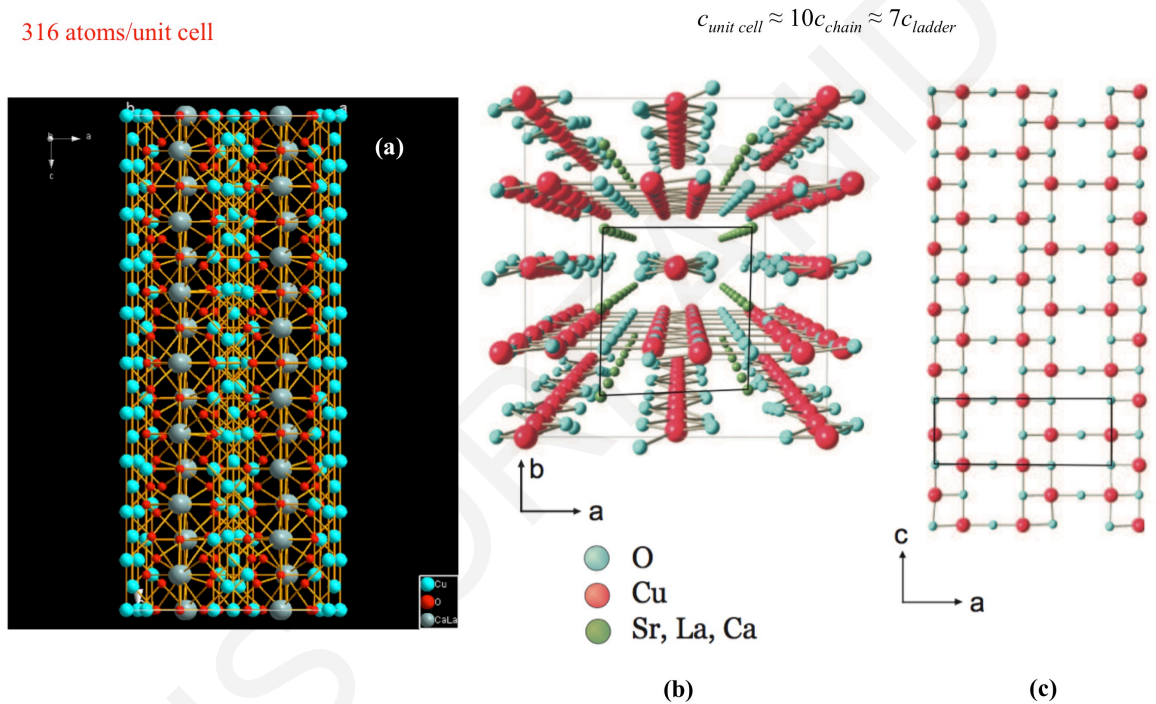 316 atoms/unit cell
c_unit cell ≈ 10c_chain ≈ 7c_ladder
b
a
b
a
c
(a)
Cu
O
CaLa
b
a
O
Cu
Sr, La, Ca
(b)
c
a
(c)